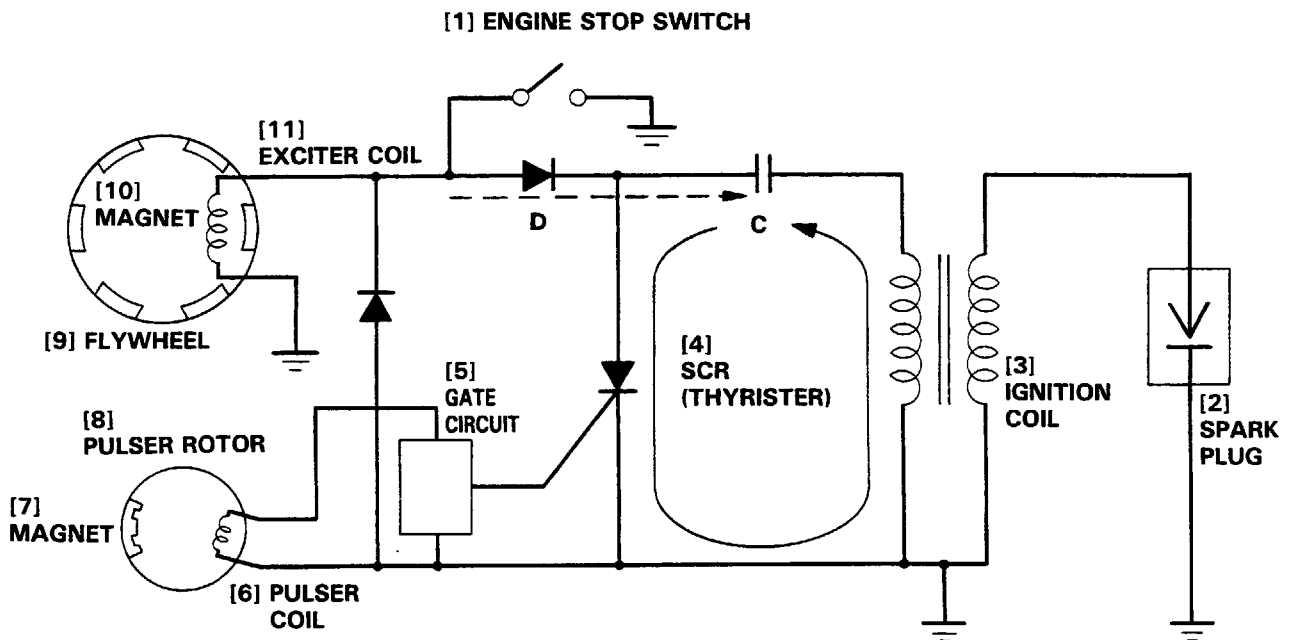 [1] ENGINE STOP SWITCH
[11]
EXCITER COIL
[10]
MAGNET
D
C
[9] FLYWHEEL
[4]
SCR
(THYRISTER)
[3]
IGNITION
COIL
[5]
GATE
CIRCUIT
[2]
SPARK
PLUG
[8]
PULSER ROTOR
[7]
MAGNET
[6] PULSER
COIL